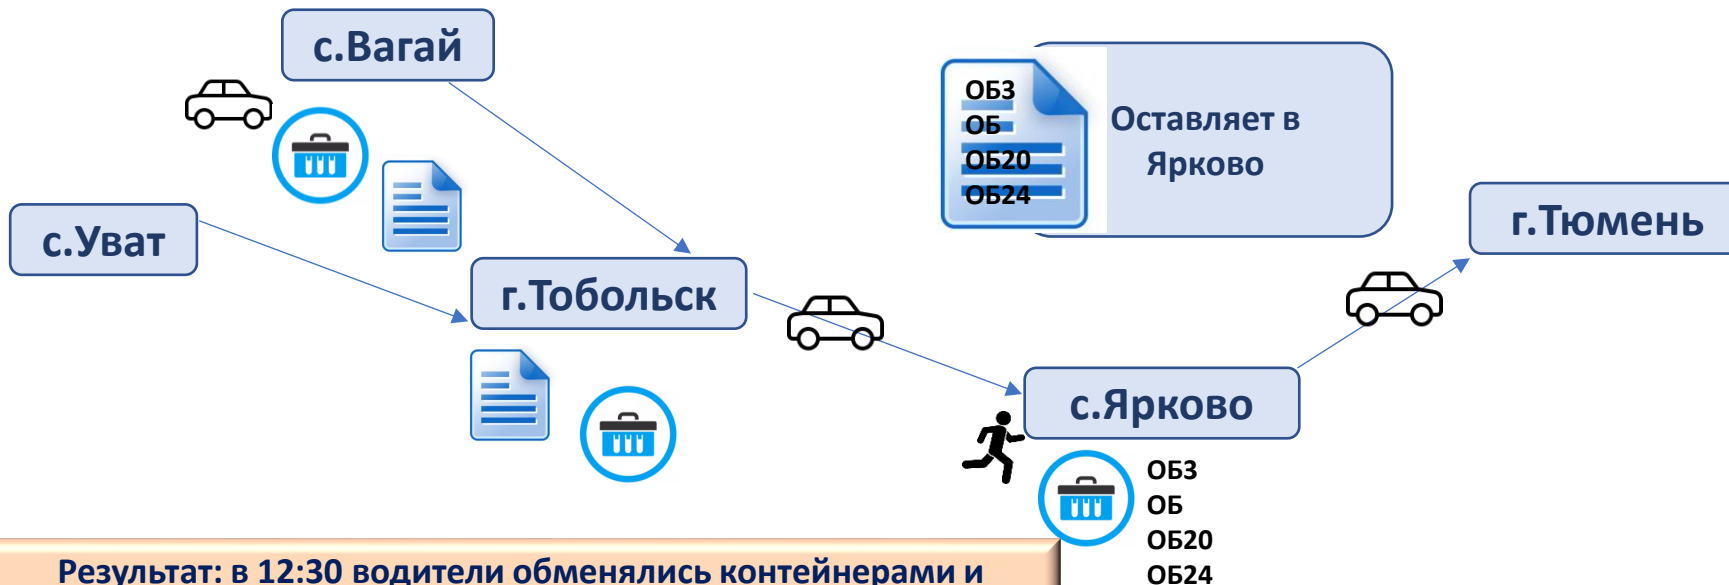 с.Вагай
ОБ3
ОБ
ОБ20
ОБ24
Оставляет в
Ярково
с.Уват
г.Тюмень
г.Тобольск
с.Ярково
ОБ3
ОБ
ОБ20
ОБ24
Результат: в 12:30 водители обменялись контейнерами и